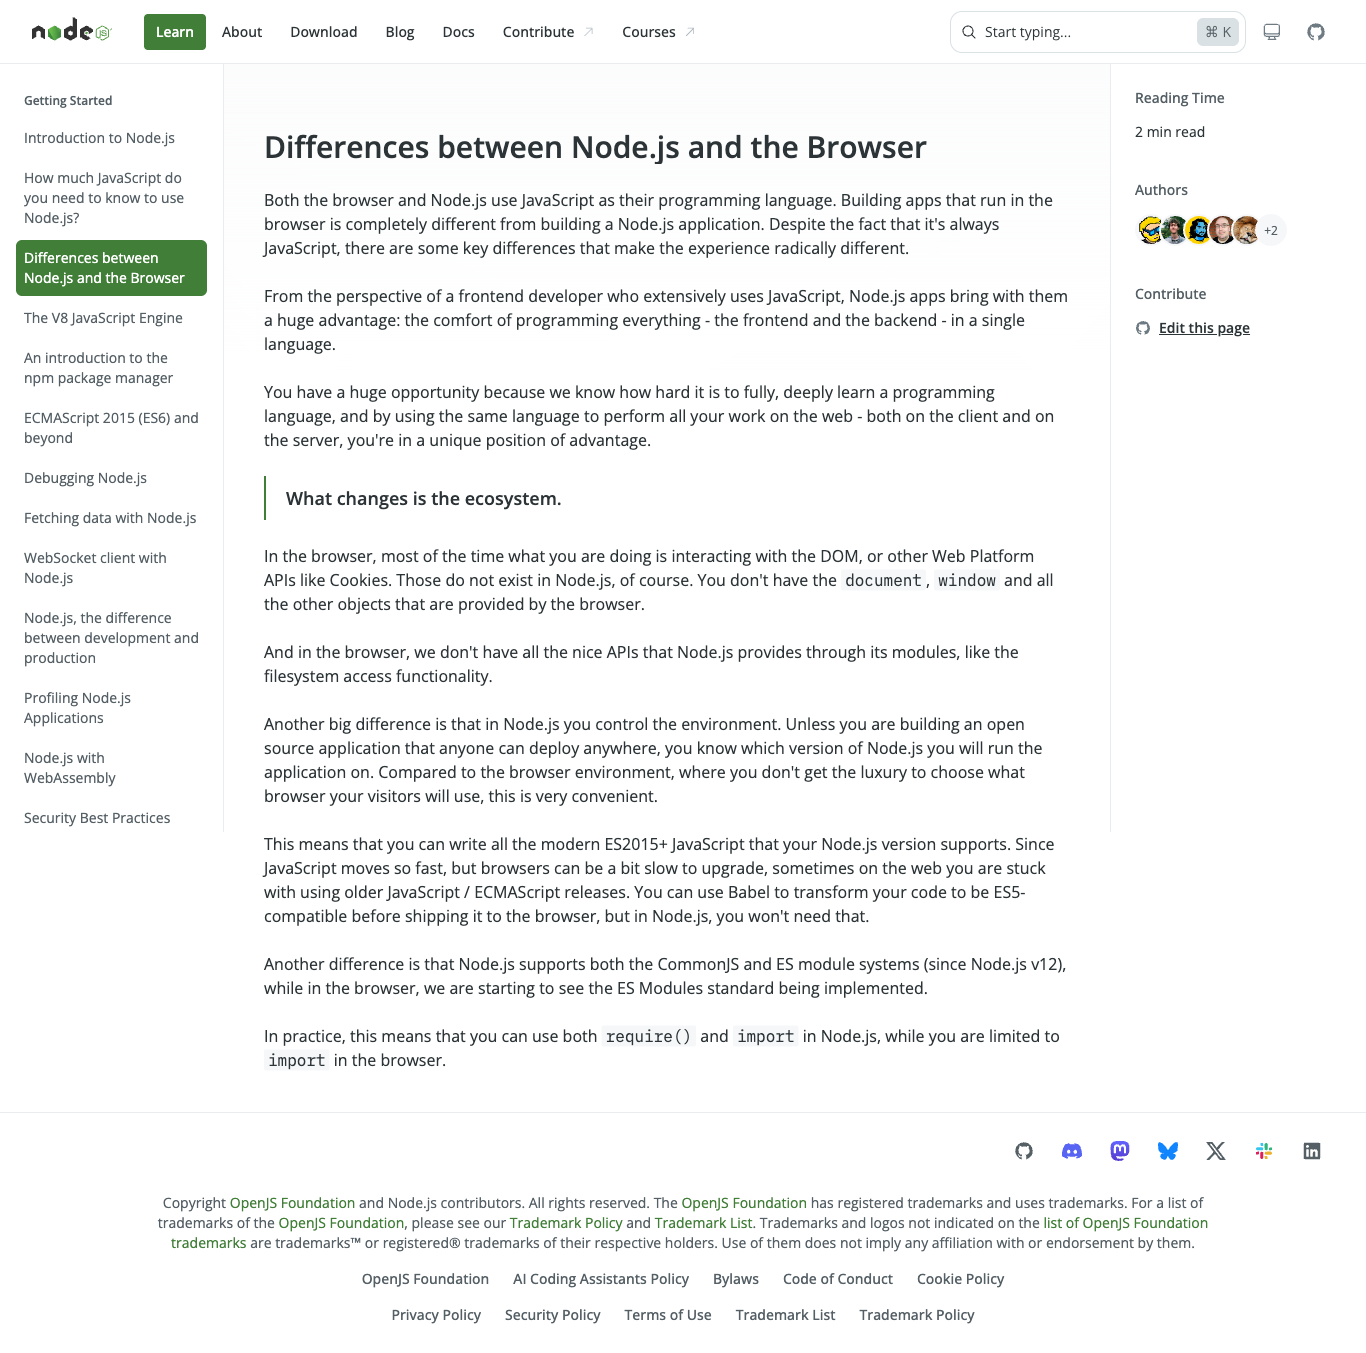 node JS
Learn
About
Download
Blog
Docs
Contribute
Courses
Start typing...
⌘ K
Getting Started
Introduction to Node.js
How much JavaScript do
you need to know to use
Node.js?
Differences between
Node.js and the Browser
The V8 JavaScript Engine
An introduction to the
npm package manager
ECMAScript 2015 (ES6) and
beyond
Debugging Node.js
Fetching data with Node.js
WebSocket client with
Node.js
Node.js, the difference
between development and
production
Profiling Node.js
Applications
Node.js with
WebAssembly
Security Best Practices
Differences between Node.js and the Browser
Both the browser and Node.js use JavaScript as their programming language. Building apps that run in the
browser is completely different from building a Node.js application. Despite the fact that it's always
JavaScript, there are some key differences that make the experience radically different.
From the perspective of a frontend developer who extensively uses JavaScript, Node.js apps bring with them
a huge advantage: the comfort of programming everything - the frontend and the backend - in a single
language.
You have a huge opportunity because we know how hard it is to fully, deeply learn a programming
language, and by using the same language to perform all your work on the web - both on the client and on
the server, you're in a unique position of advantage.
What changes is the ecosystem.
In the browser, most of the time what you are doing is interacting with the DOM, or other Web Platform
APIs like Cookies. Those do not exist in Node.js, of course. You don't have the document, window and all
the other objects that are provided by the browser.
And in the browser, we don't have all the nice APIs that Node.js provides through its modules, like the
filesystem access functionality.
Another big difference is that in Node.js you control the environment. Unless you are building an open
source application that anyone can deploy anywhere, you know which version of Node.js you will run the
application on. Compared to the browser environment, where you don't get the luxury to choose what
browser your visitors will use, this is very convenient.
This means that you can write all the modern ES2015+ JavaScript that your Node.js version supports. Since
JavaScript moves so fast, but browsers can be a bit slow to upgrade, sometimes on the web you are stuck
with using older JavaScript / ECMAScript releases. You can use Babel to transform your code to be ES5-
compatible before shipping it to the browser, but in Node.js, you won't need that.
Another difference is that Node.js supports both the CommonJS and ES module systems (since Node.js v12),
while in the browser, we are starting to see the ES Modules standard being implemented.
In practice, this means that you can use both require() and import in Node.js, while you are limited to
import in the browser.
Reading Time
2 min read
Authors
+2
Contribute
Edit this page
Copyright OpenJS Foundation and Node.js contributors. All rights reserved. The OpenJS Foundation has registered trademarks and uses trademarks. For a list of
trademarks of the OpenJS Foundation, please see our Trademark Policy and Trademark List. Trademarks and logos not indicated on the list of OpenJS Foundation
trademarks are trademarks™ or registered® trademarks of their respective holders. Use of them does not imply any affiliation with or endorsement by them.
OpenJS Foundation
AI Coding Assistants Policy
Bylaws
Code of Conduct
Cookie Policy
Privacy Policy
Security Policy
Terms of Use
Trademark List
Trademark Policy